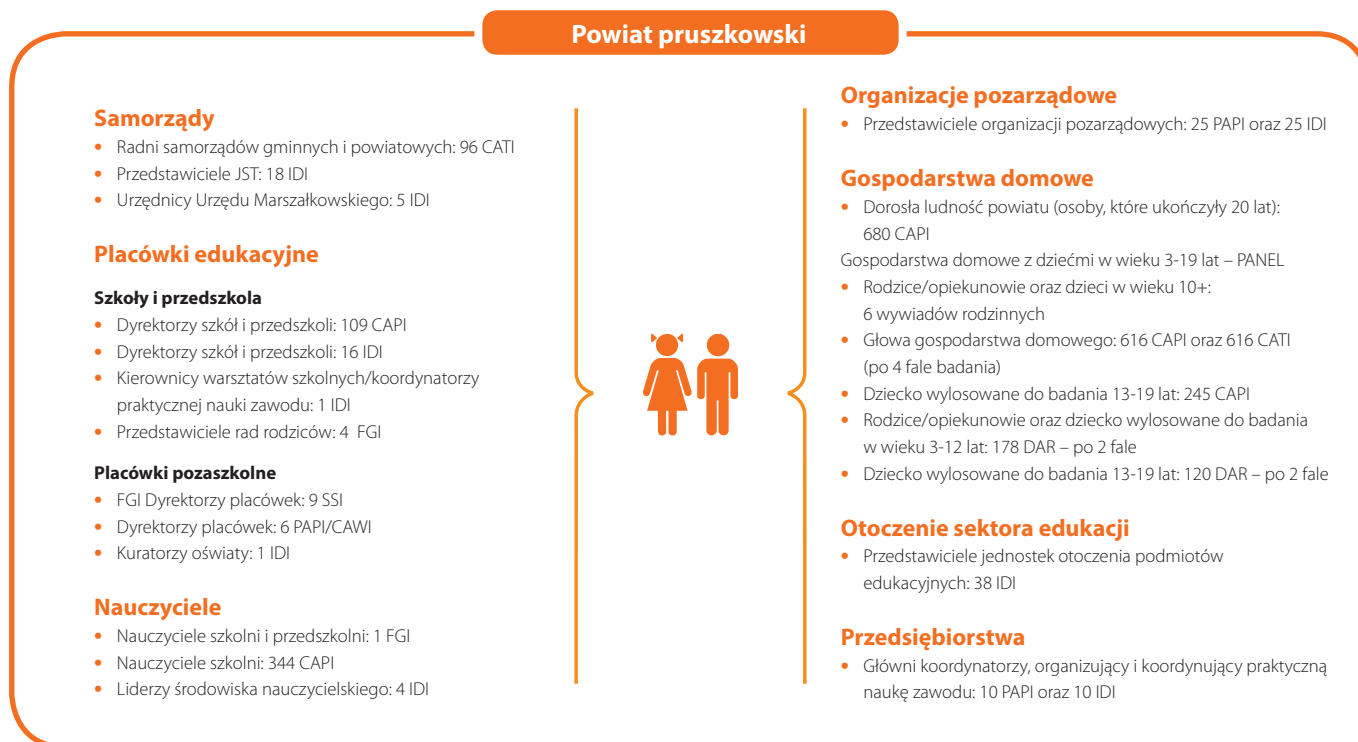 Powiat pruszkowski
Samorządy
• Radni samorządów gminnych i powiatowych: 96 CATI
• Przedstawiciele JST: 18 IDI
• Urzędnicy Urzędu Marszałkowskiego: 5 IDI
Placówki edukacyjne
Szkoły i przedszkola
• Dyrektorzy szkół i przedszkoli: 109 CAPI
• Dyrektorzy szkół i przedszkoli: 16 IDI
• Kierownicy warsztatów szkolnych/koordynatorzy
praktycznej nauki zawodu: 1 IDI
• Przedstawiciele rad rodziców: 4 FGI
Placówki pozaszkolne
• FGI Dyrektorzy placówek: 9 SSI
• Dyrektorzy placówek: 6 PAPI/CAWI
• Kuratorzy oświaty: 1 IDI
Nauczyciele
• Nauczyciele szkolni i przedszkolni: 1 FGI
• Nauczyciele szkolni: 344 CAPI
• Liderzy środowiska nauczycielskiego: 4 IDI
Organizacje pozarządowe
• Przedstawiciele organizacji pozarządowych: 25 PAPI oraz 25 IDI
Gospodarstwa domowe
• Dorosła ludność powiatu (osoby, które ukończyły 20 lat):
680 CAPI
Gospodarstwa domowe z dziećmi w wieku 3-19 lat – PANEL
• Rodzice/opiekunowie oraz dzieci w wieku 10+:
6 wywiadów rodzinnych
• Głowa gospodarstwa domowego: 616 CAPI oraz 616 CATI
(po 4 fale badania)
• Dziecko wylosowane do badania 13-19 lat: 245 CAPI
• Rodzice/opiekunowie oraz dziecko wylosowane do badania
w wieku 3-12 lat: 178 DAR – po 2 fale
• Dziecko wylosowane do badania 13-19 lat: 120 DAR – po 2 fale
Otoczenie sektora edukacji
• Przedstawiciele jednostek otoczenia podmiotów
edukacyjnych: 38 IDI
Przedsiębiorstwa
• Główni koordynatorzy, organizujący i koordynujący praktyczną
naukę zawodu: 10 PAPI oraz 10 IDI